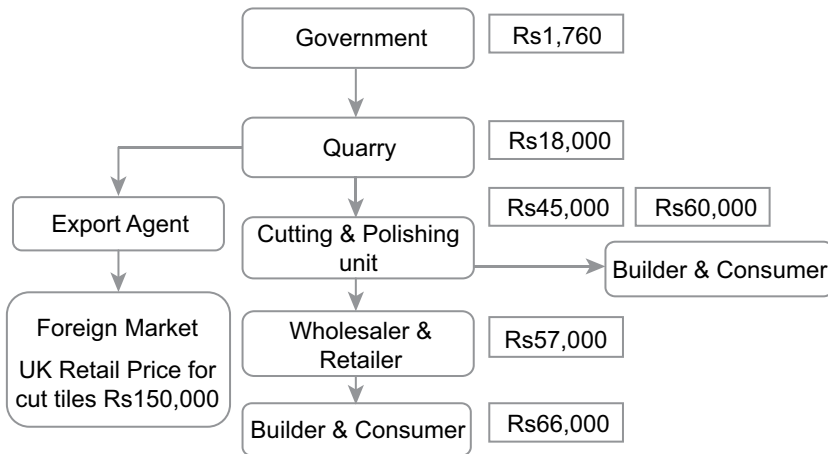 Government
Rs1,760
Quarry
Rs18,000
Export Agent
Cutting & Polishing
unit
Rs45,000
Rs60,000
Builder & Consumer
Foreign Market
UK Retail Price for
cut tiles Rs150,000
Wholesaler &
Retailer
Rs57,000
Builder & Consumer
Rs66,000